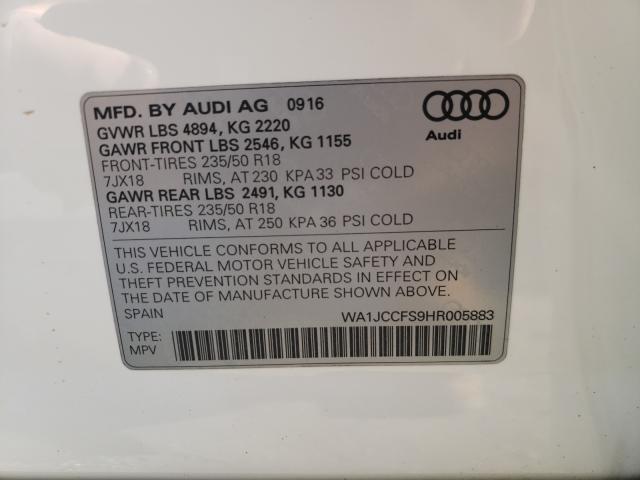 MFD. BY AUDI AG 0916
GVWR LBS 4894, KG 2220
GAWR FRONT LBS 2546, KG 1155
FRONT-TIRES 235/50 R18
7JX18 RIMS, AT 230 KPA 33 PSI COLD
GAWR REAR LBS 2491, KG 1130
REAR-TIRES 235/50 R18
7JX18 RIMS, AT 250 KPA 36 PSI COLD
Audi
THIS VEHICLE CONFORMS TO ALL APPLICABLE
U.S. FEDERAL MOTOR VEHICLE SAFETY AND
THEFT PREVENTION STANDARDS IN EFFECT ON
THE DATE OF MANUFACTURE SHOWN ABOVE.
SPAIN WA1JCCFS9HR005883
TYPE:
MPV